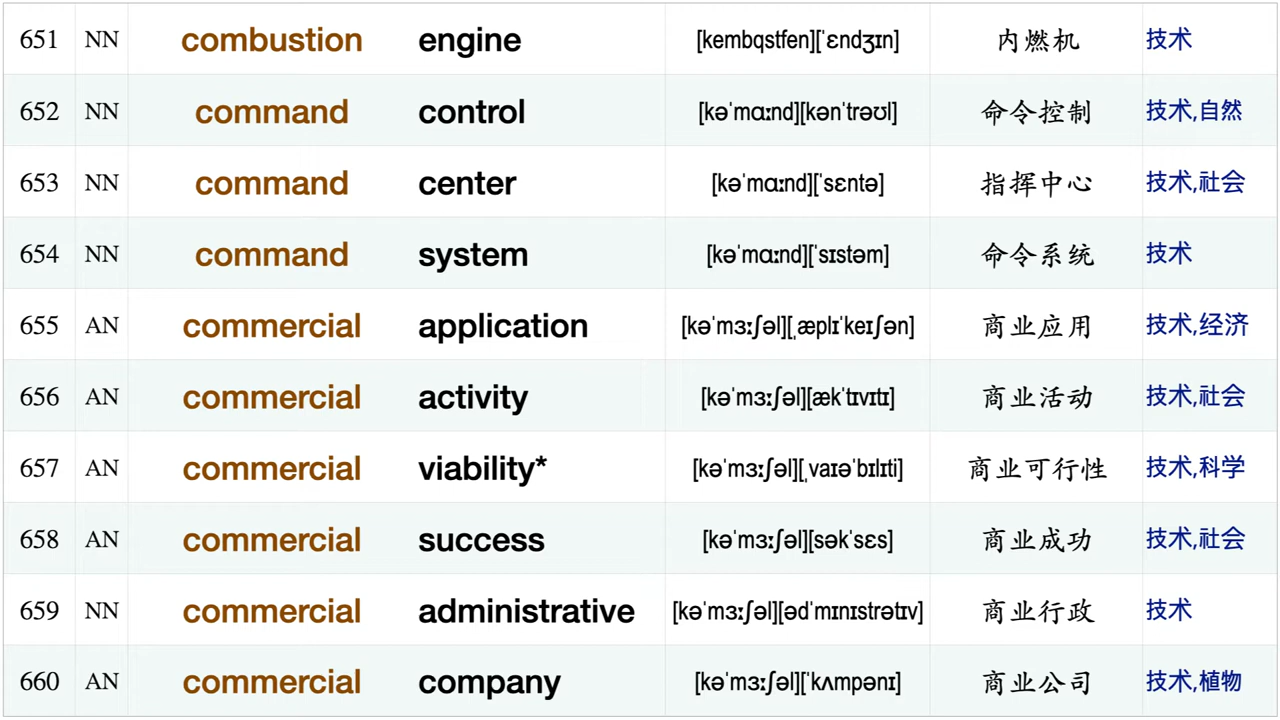 651 NN combustion engine [kembqstfen][ˈɛndʒɪn] 内燃机 技术
652 NN command control [kəˈmɑːnd][kənˈtrəʊl] 命令控制 技术,自然
653 NN command center [kəˈmɑːnd][ˈsɛntə] 指挥中心 技术,社会
654 NN command system [kəˈmɑːnd][ˈsɪstəm] 命令系统 技术
655 AN commercial application [kəˈmɜːʃəl][ˌæplɪˈkeɪʃən] 商业应用 技术,经济
656 AN commercial activity [kəˈmɜːʃəl][ækˈtɪvɪtɪ] 商业活动 技术,社会
657 AN commercial viability* [kəˈmɜːʃəl][ˌvaɪəˈbɪlɪti] 商业可行性 技术,科学
658 AN commercial success [kəˈmɜːʃəl][səkˈsɛs] 商业成功 技术,社会
659 NN commercial administrative [kəˈmɜːʃəl][ədˈmɪnɪstrətɪv] 商业行政 技术
660 AN commercial company [kəˈmɜːʃəl][ˈkʌmpənɪ] 商业公司 技术,植物